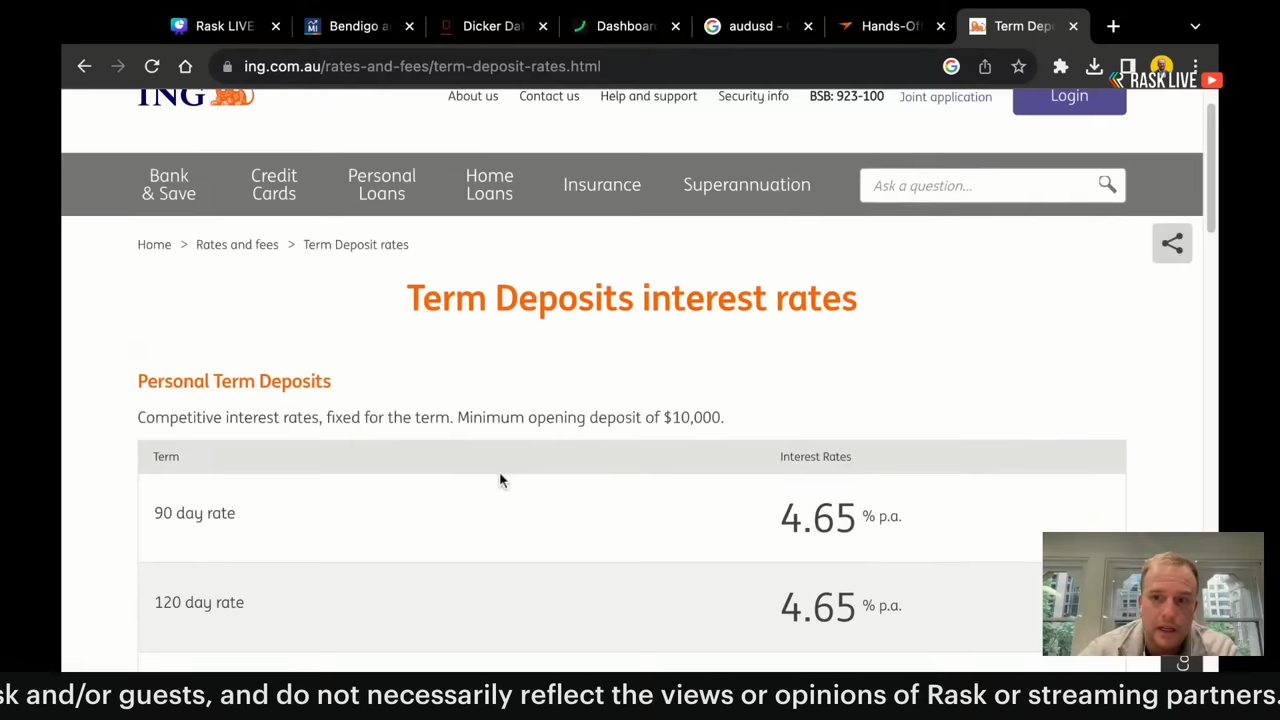 Rask LIVE
Bendigo a
Dicker Da
Dashboar
audusd -
Hands-Of
Term Depo
ing.com.au/rates-and-fees/term-deposit-rates.html
RASK LIVE
ING
About us
Contact us
Help and support
Security info
BSB: 923-100
Joint application
Login
Bank
& Save
Credit
Cards
Personal
Loans
Home
Loans
Insurance
Superannuation
Ask a question...
Home > Rates and fees > Term Deposit rates
Term Deposits interest rates
Personal Term Deposits
Competitive interest rates, fixed for the term. Minimum opening deposit of $10,000.
Term
Interest Rates
90 day rate
4.65 % p.a.
120 day rate
4.65 % p.a.
sk and/or guests, and do not necessarily reflect the views or opinions of Rask or streaming partners.